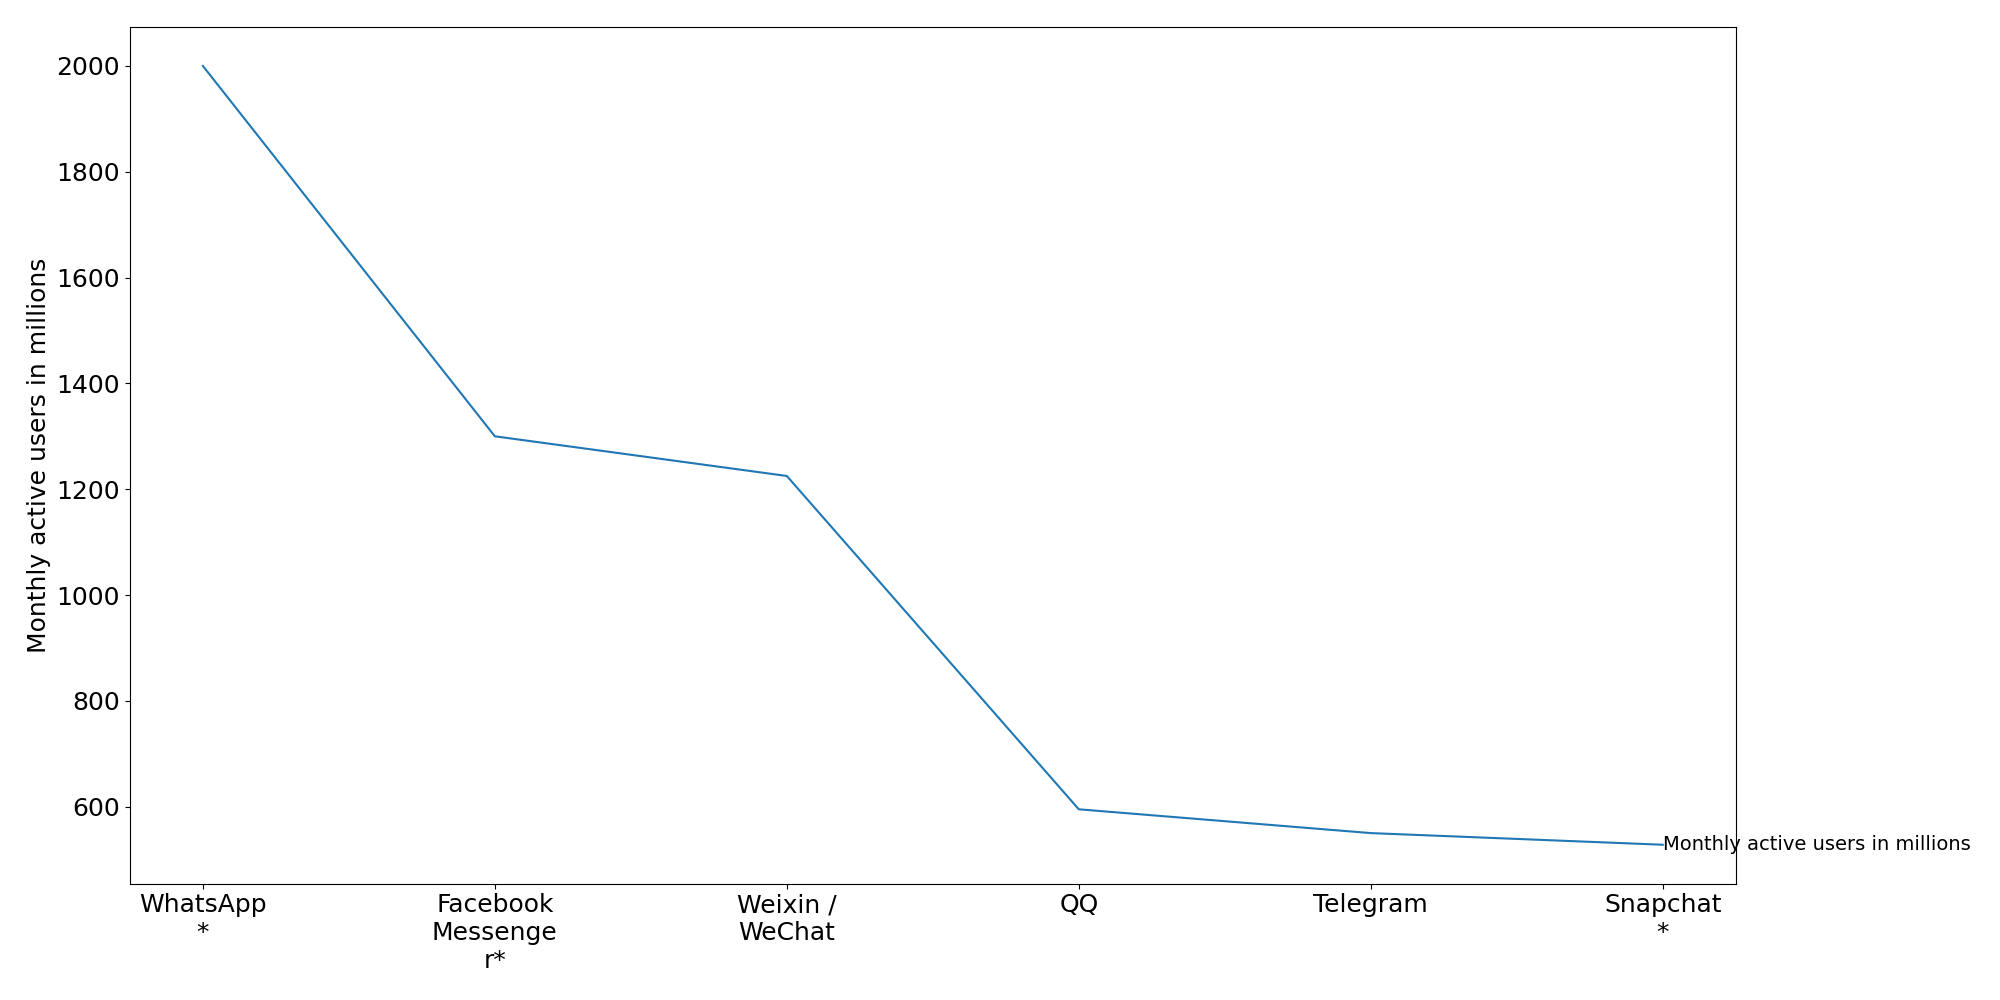 Monthly active users in millions
2000
1800
1600
1400
1200
1000
800
600
Monthly active users in millions
WhatsApp
*
Facebook
Messenge
r*
Weixin /
WeChat
QQ
Telegram
Snapchat
*